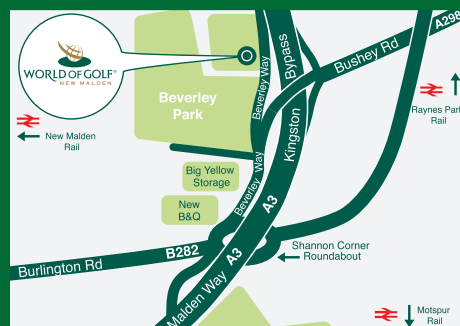 WORLD OF GOLF®
NEW MALDEN
New Malden
Rail
Beverley
Park
Beverley Way
Kingston Bypass
Bushey Rd
A298
Raynes Park
Rail
Big Yellow
Storage
New
B&Q
Beverley Way
A3
B282
Burlington Rd
Shannon Corner
Roundabout
Malden Way A3
Motspur
Rail